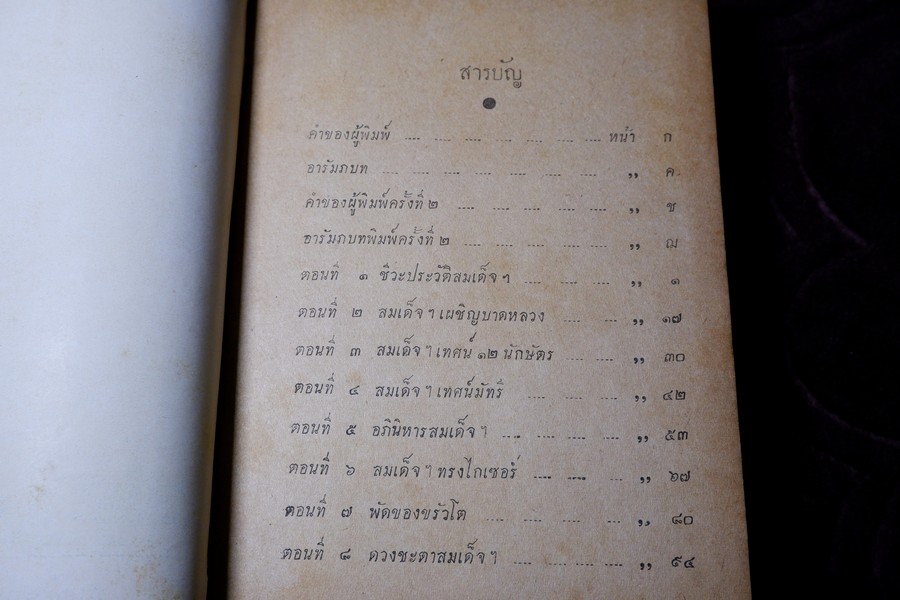 สารบัญ
คำของผู้พิมพ์ .... .... .... .... .... .... .... หน้า ก
อารัมภบท .... .... .... .... .... .... .... ,, ค
คำของผู้พิมพ์ครั้งที่ ๒ .... .... .... .... .... ,, ช
อารัมภบทพิมพ์ครั้งที่ ๒ .... .... .... .... .... ,, ฌ
ตอนที่ ๑ ชีวะประวัติสมเด็จฯ .... .... .... ,, ๑
ตอนที่ ๒ สมเด็จฯ เผชิญบาดหลวง .... .... ,, ๑๗
ตอนที่ ๓ สมเด็จฯ เทศน์ ๑๒ นักษัตร .... .... ,, ๓๐
ตอนที่ ๔ สมเด็จฯ เทศน์มัทรี .... .... .... ,, ๔๒
ตอนที่ ๕ อภินิหารสมเด็จฯ .... .... .... .... ,, ๕๓
ตอนที่ ๖ สมเด็จฯ ทรงไกเซอร์ .... .... .... ,, ๖๗
ตอนที่ ๗ พัดของขรัวโต .... .... .... .... ,, ๘๐
ตอนที่ ๘ ดวงชะตาสมเด็จฯ .... .... .... .... ,, ๙๔